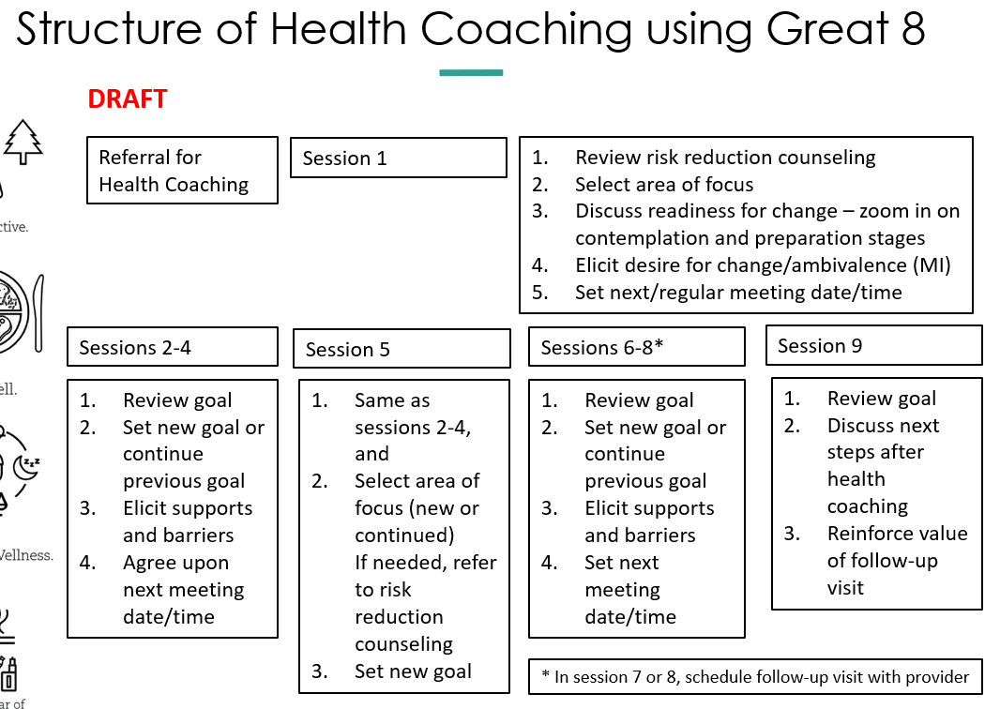 Structure of Health Coaching using Great 8
DRAFT
Referral for
Health Coaching
Session 1
1. Review risk reduction counseling
2. Select area of focus
3. Discuss readiness for change – zoom in on
contemplation and preparation stages
4. Elicit desire for change/ambivalence (MI)
5. Set next/regular meeting date/time
Sessions 2-4
1. Review goal
2. Set new goal or
continue
previous goal
3. Elicit supports
and barriers
4. Agree upon
next meeting
date/time
Session 5
1. Same as
sessions 2-4,
and
2. Select area of
focus (new or
continued)
If needed, refer
to risk
reduction
counseling
3. Set new goal
Sessions 6-8*
1. Review goal
2. Set new goal or
continue
previous goal
3. Elicit supports
and barriers
4. Set next
meeting
date/time
Session 9
1. Review goal
2. Discuss next
steps after
health
coaching
3. Reinforce value
of follow-up
visit
* In session 7 or 8, schedule follow-up visit with provider
ctive.
ell.
Vellness.
ar of
zzz